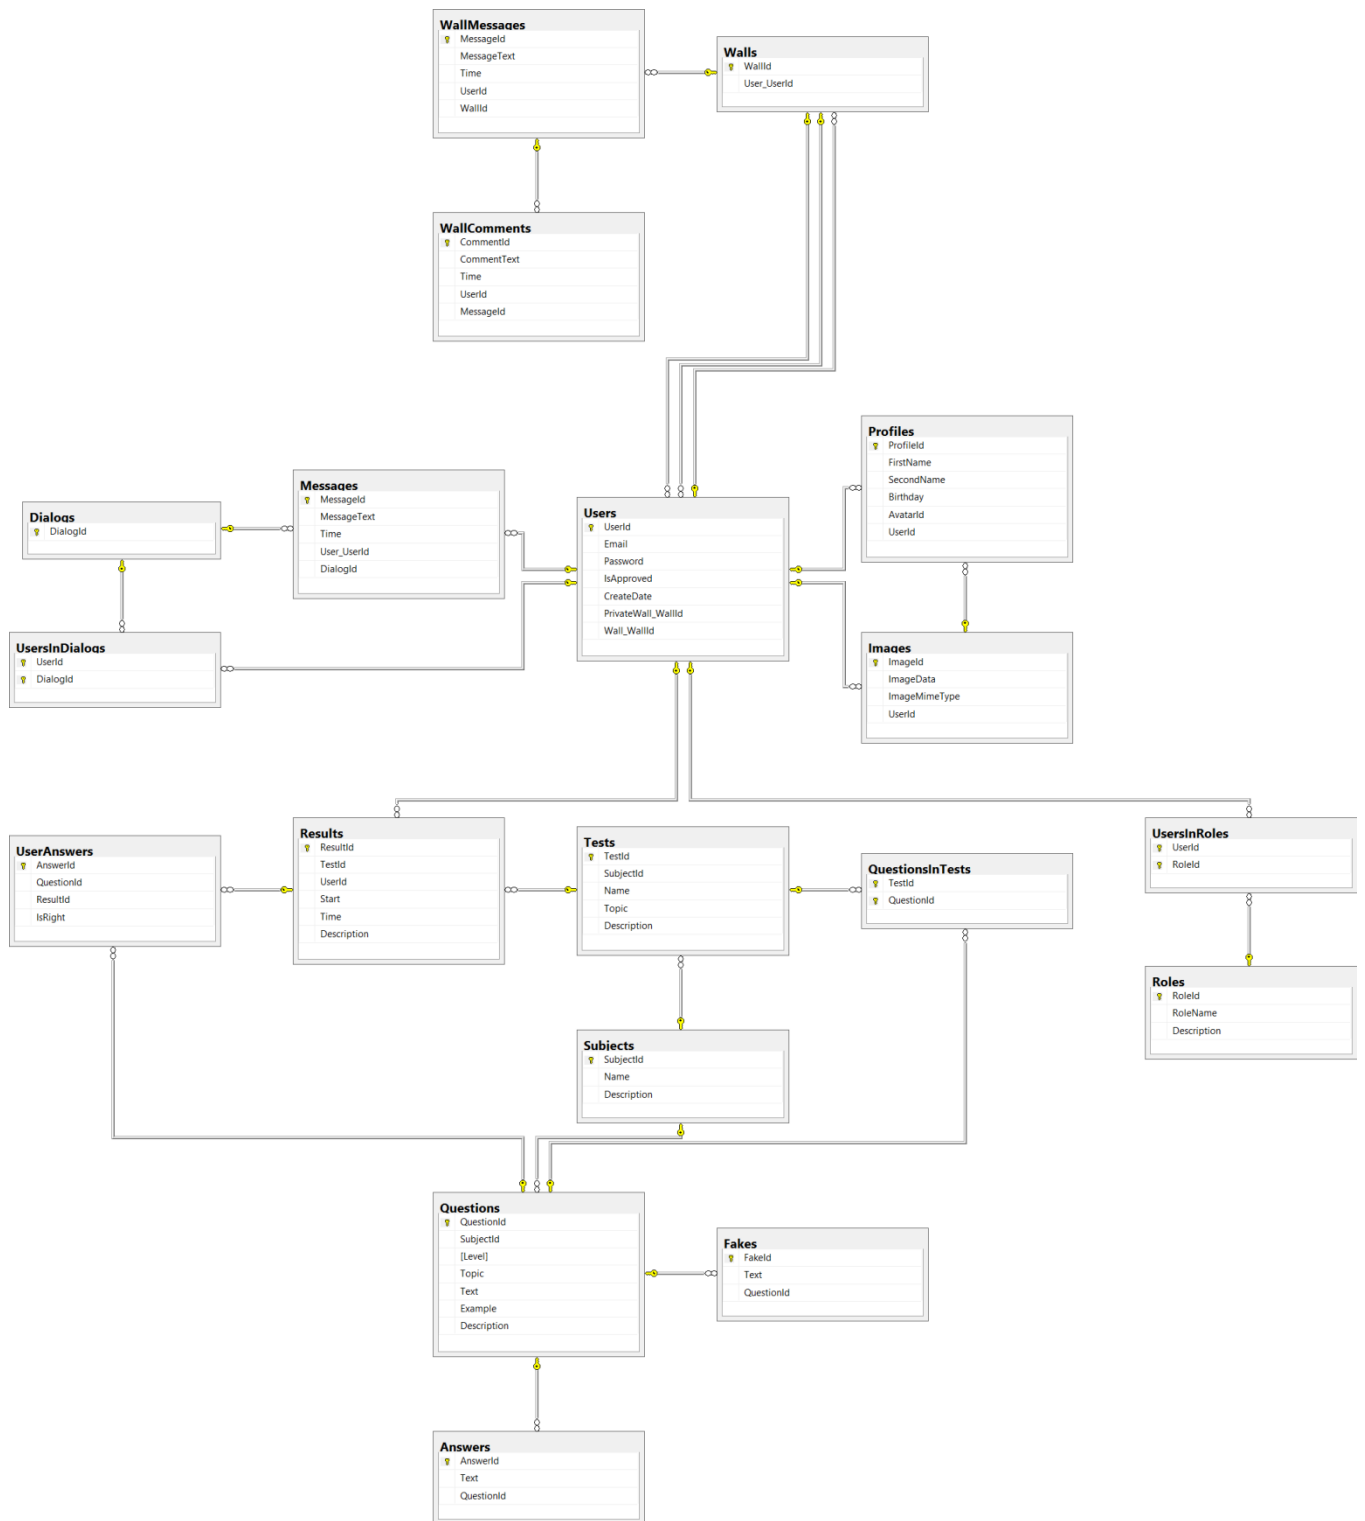 WallMessages
MessageId
MessageText
Time
UserId
WallId
Walls
WallId
User_UserId
WallComments
CommentId
CommentText
Time
UserId
MessageId
Profiles
ProfileId
FirstName
SecondName
Birthday
AvatarId
UserId
Messages
MessageId
MessageText
Time
User_UserId
DialogId
Dialogs
DialogId
Users
UserId
Email
Password
IsApproved
CreateDate
PrivateWall_WallId
Wall_WallId
UsersInDialogs
UserId
DialogId
Images
ImageId
ImageData
ImageMimeType
UserId
UserAnswers
AnswerId
QuestionId
ResultId
IsRight
Results
ResultId
TestId
UserId
Start
Time
Description
Tests
TestId
SubjectId
Name
Topic
Description
QuestionsInTests
TestId
QuestionId
UsersInRoles
UserId
RoleId
Roles
RoleId
RoleName
Description
Subjects
SubjectId
Name
Description
Questions
QuestionId
SubjectId
[Level]
Topic
Text
Example
Description
Fakes
FakeId
Text
QuestionId
Answers
AnswerId
Text
QuestionId